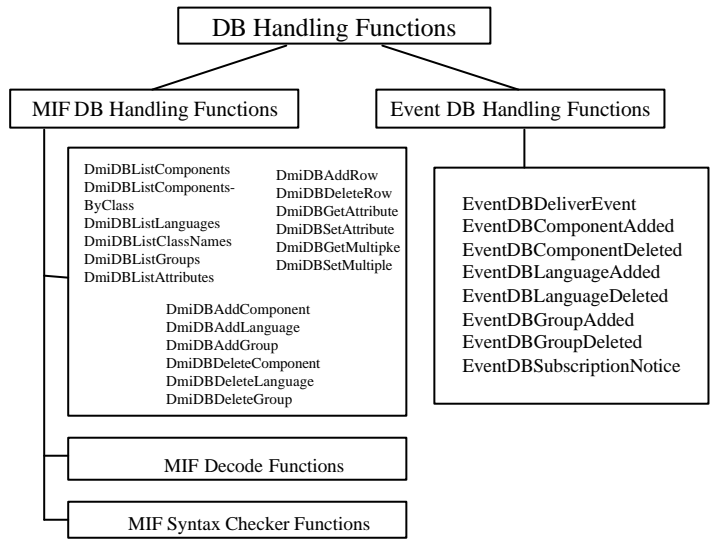 DB Handling Functions
MIF DB Handling Functions
Event DB Handling Functions
DmiDBListComponents
DmiDBListComponents-
ByClass
DmiDBListLanguages
DmiDBListClassNames
DmiDBListGroups
DmiDBListAttributes
DmiDBAddRow
DmiDBDeleteRow
DmiDBGetAttribute
DmiDBSetAttribute
DmiDBGetMultipke
DmiDBSetMultiple
DmiDBAddComponent
DmiDBAddLanguage
DmiDBAddGroup
DmiDBDeleteComponent
DmiDBDeleteLanguage
DmiDBDeleteGroup
EventDBDeliverEvent
EventDBComponentAdded
EventDBComponentDeleted
EventDBLanguageAdded
EventDBLanguageDeleted
EventDBGroupAdded
EventDBGroupDeleted
EventDBSubscriptionNotice
MIF Decode Functions
MIF Syntax Checker Functions